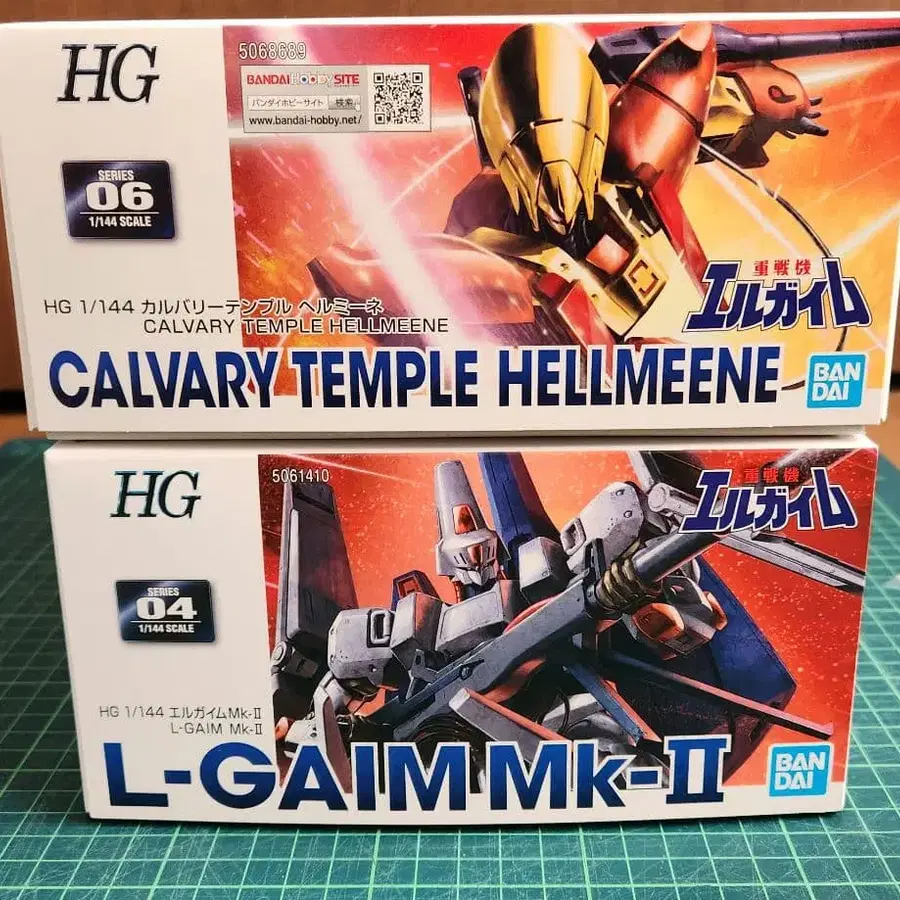 HG
5068689
BANDAI HobbY SITE
バンダイホビーサイト 検索
www.bandai-hobby.net/
SERIES
06
1/144 SCALE
重戦機
エルガイム
HG 1/144 カルバリーテンプル ヘルミーネ
CALVARY TEMPLE HELLMEENE
CALVARY TEMPLE HELLMEENE
BAN
DAI
HG
5061410
重戦機
エルガイム
SERIES
04
1/144 SCALE
HG 1/144 エルガイムMk-Ⅱ
L-GAIM Mk-Ⅱ
L-GAIM Mk-Ⅱ
BAN
DAI